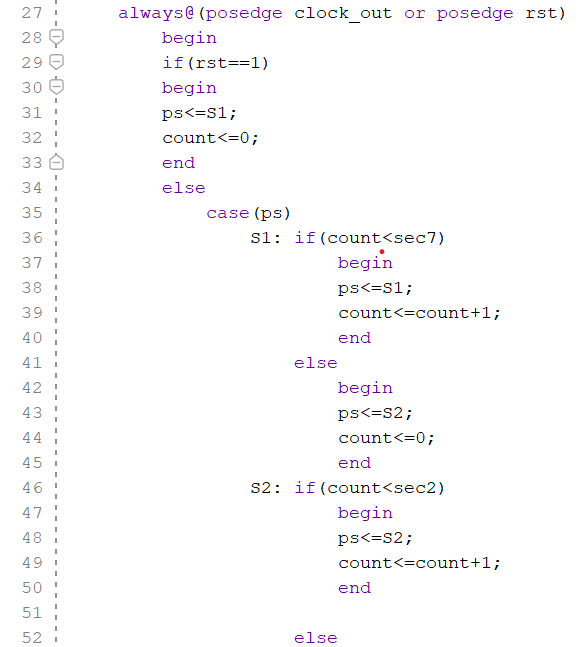 27 always@(posedge clock_out or posedge rst)
28 begin
29 if(rst==1)
30 begin
31 ps<=S1;
32 count<=0;
33 end
34 else
35 case(ps)
36 S1: if(count<sec7)
37 begin
38 ps<=S1;
39 count<=count+1;
40 end
41 else
42 begin
43 ps<=S2;
44 count<=0;
45 end
46 S2: if(count<sec2)
47 begin
48 ps<=S2;
49 count<=count+1;
50 end
51
52 else